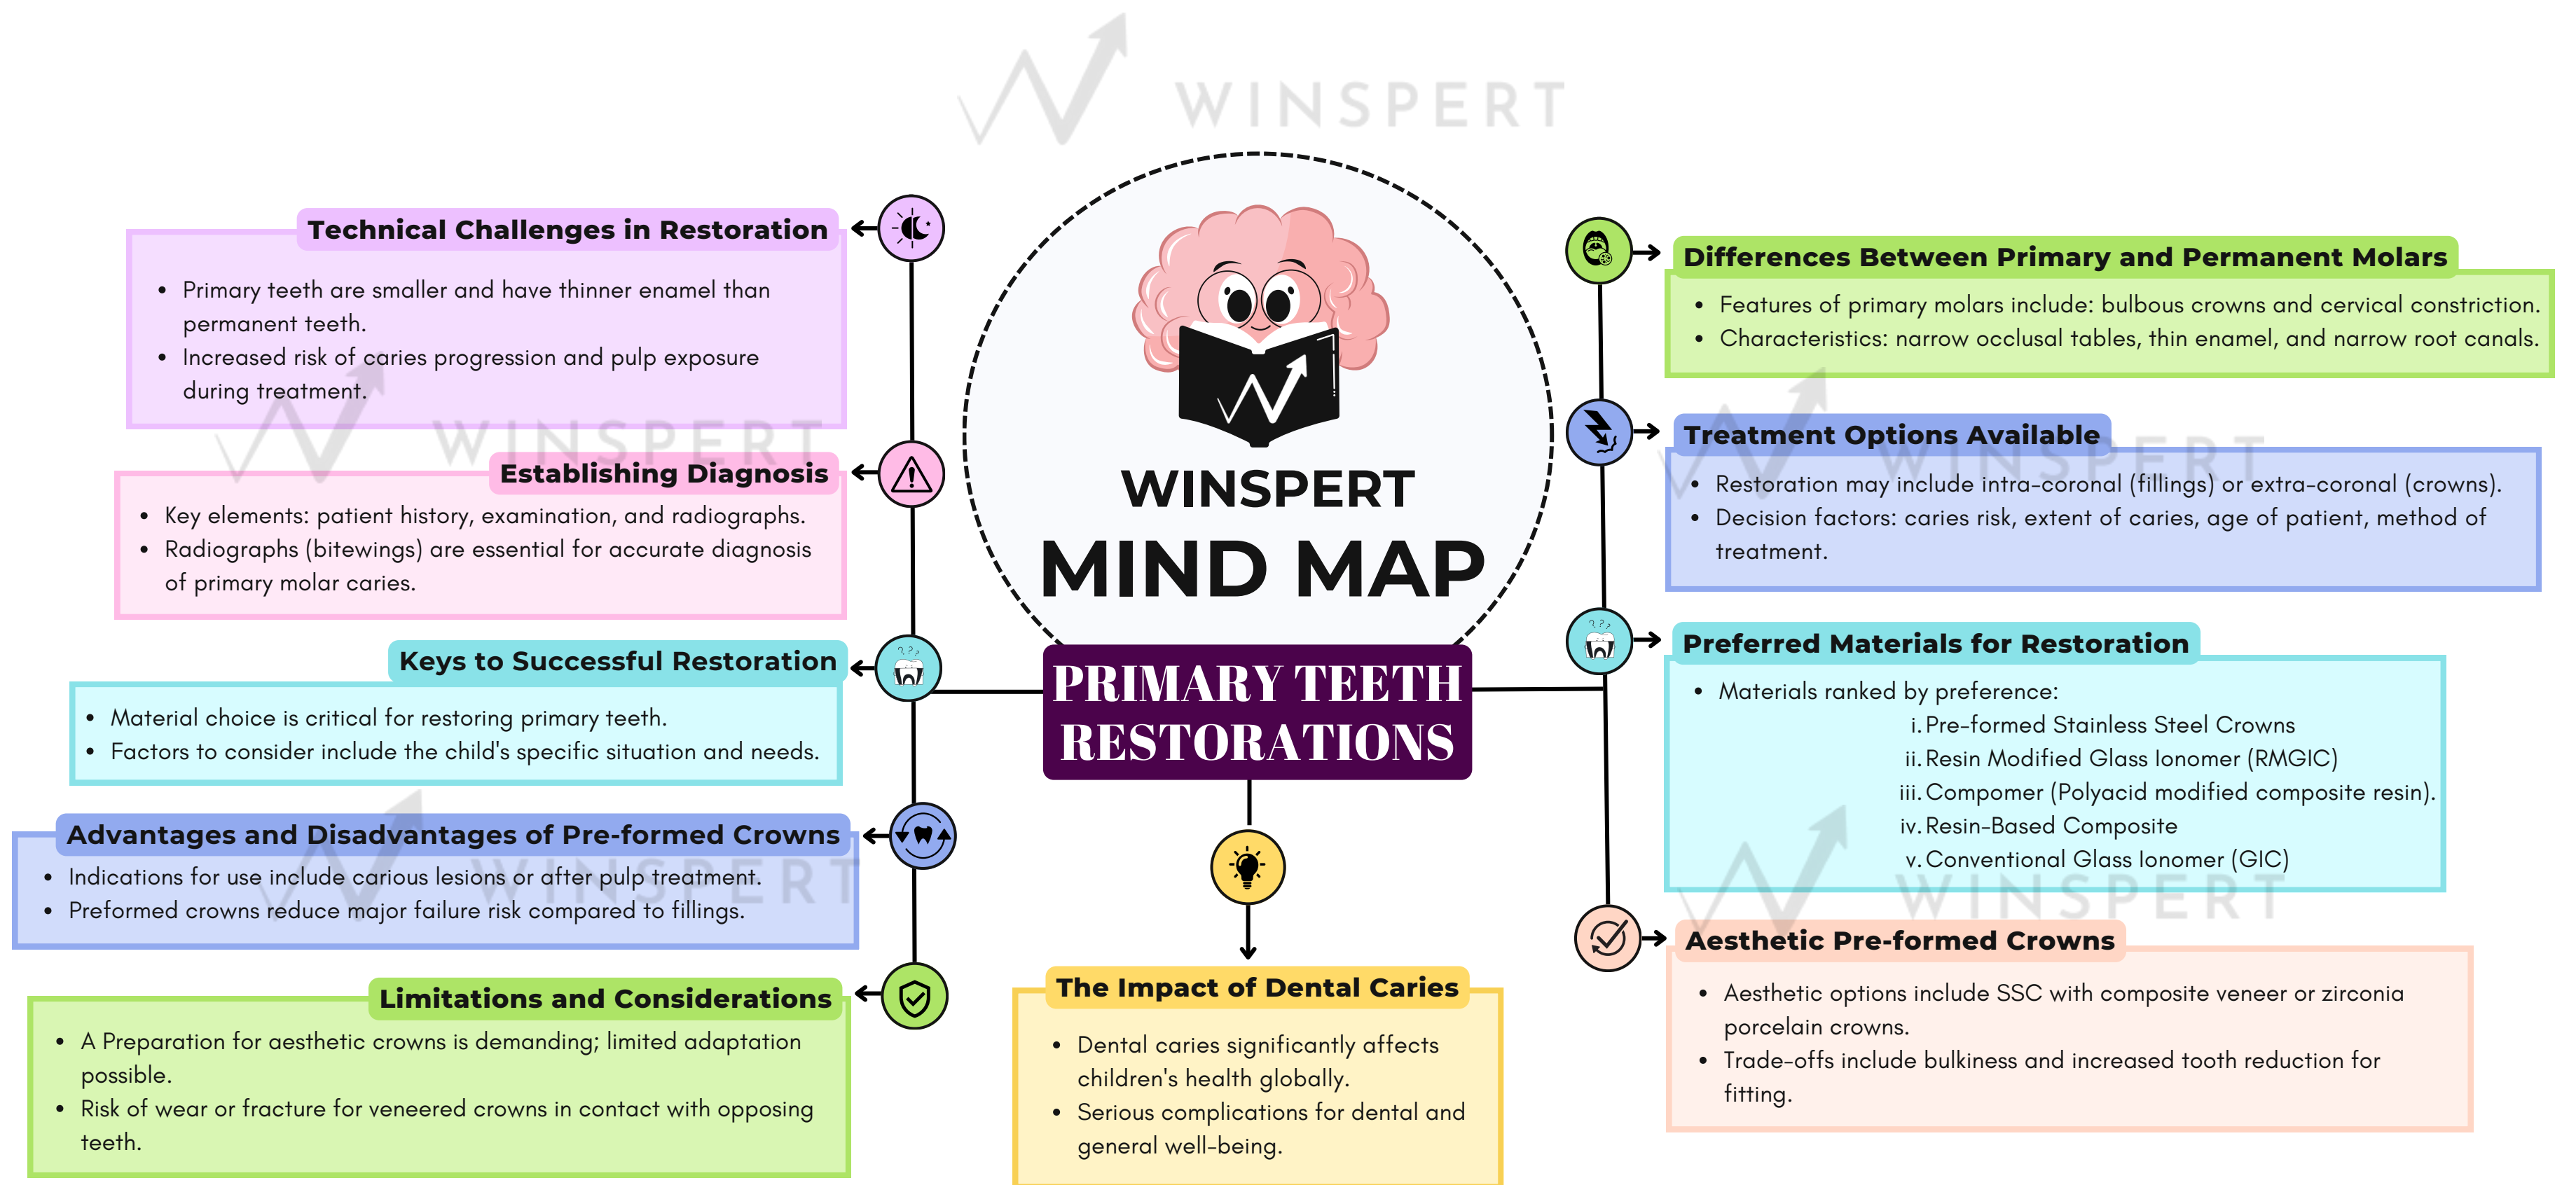 WINSPERT
WINSPERT
MIND MAP
PRIMARY TEETH
RESTORATIONS
Technical Challenges in Restoration
• Primary teeth are smaller and have thinner enamel than
permanent teeth.
• Increased risk of caries progression and pulp exposure
during treatment.
WINSPERT
Establishing Diagnosis
• Key elements: patient history, examination, and radiographs.
• Radiographs (bitewings) are essential for accurate diagnosis
of primary molar caries.
Keys to Successful Restoration
• Material choice is critical for restoring primary teeth.
• Factors to consider include the child's specific situation and needs.
Advantages and Disadvantages of Pre-formed Crowns
• Indications for use include carious lesions or after pulp treatment.
• Preformed crowns reduce major failure risk compared to fillings.
WINSPERT
Limitations and Considerations
• A Preparation for aesthetic crowns is demanding; limited adaptation
possible.
• Risk of wear or fracture for veneered crowns in contact with opposing
teeth.
The Impact of Dental Caries
• Dental caries significantly affects
children's health globally.
• Serious complications for dental and
general well-being.
Differences Between Primary and Permanent Molars
• Features of primary molars include: bulbous crowns and cervical constriction.
• Characteristics: narrow occlusal tables, thin enamel, and narrow root canals.
Treatment Options Available
WINSPERT
• Restoration may include intra-coronal (fillings) or extra-coronal (crowns).
• Decision factors: caries risk, extent of caries, age of patient, method of
treatment.
Preferred Materials for Restoration
• Materials ranked by preference:
i. Pre-formed Stainless Steel Crowns
ii. Resin Modified Glass Ionomer (RMGIC)
iii. Compomer (Polyacid modified composite resin).
iv. Resin-Based Composite
v. Conventional Glass Ionomer (GIC)
WINSPERT
Aesthetic Pre-formed Crowns
• Aesthetic options include SSC with composite veneer or zirconia
porcelain crowns.
• Trade-offs include bulkiness and increased tooth reduction for
fitting.